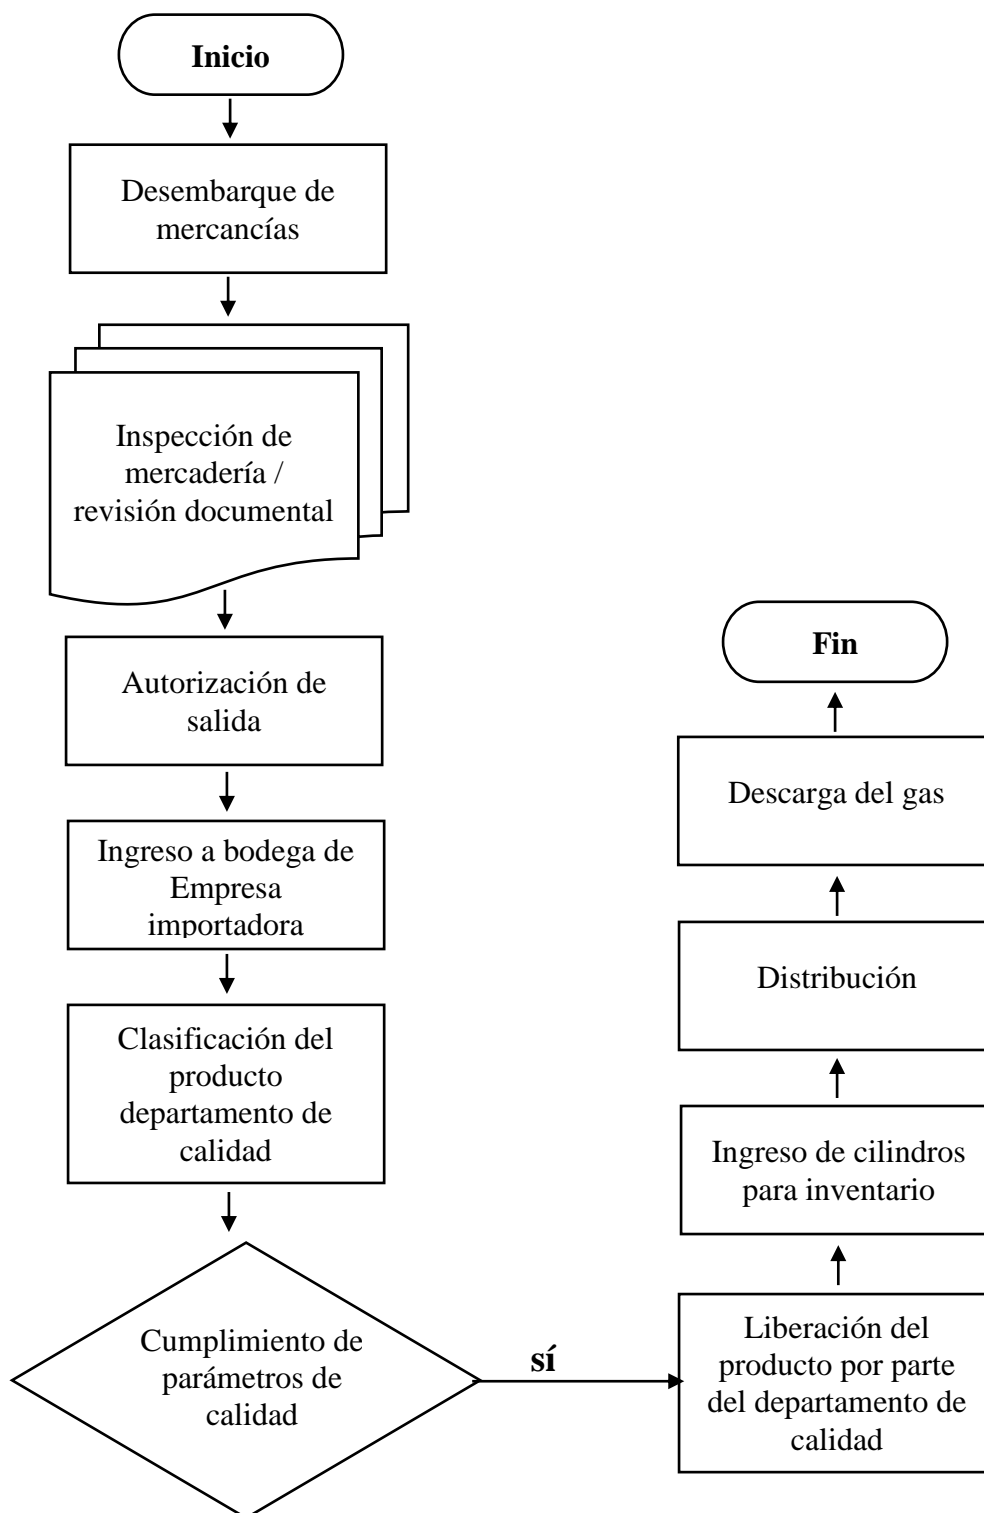 Inicio
Desembarque de
mercancías
Inspección de
mercadería /
revisión documental
Autorización de
salida
Ingreso a bodega de
Empresa
importadora
Clasificación del
producto
departamento de
calidad
Cumplimiento de
parámetros de
calidad
sí
Liberación del
producto por parte
del departamento de
calidad
Ingreso de cilindros
para inventario
Distribución
Descarga del gas
Fin